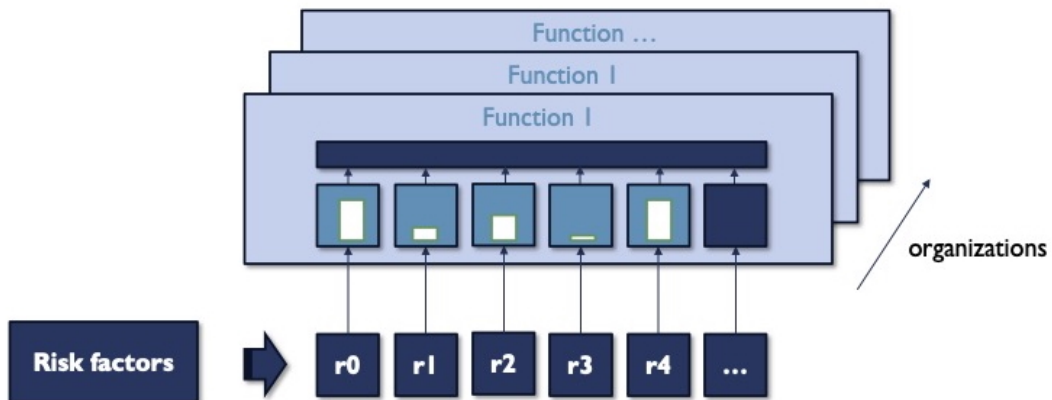 Function ...
Function 1
Function 1
organizations
Risk factors
r0 r1 r2 r3 r4 ...